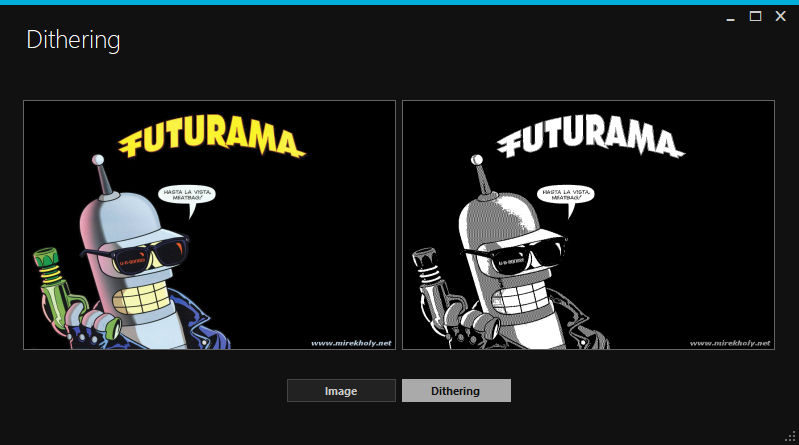 Dithering
FUTURAMA
HASTA LA VISTA,
MEATBAG!
www.mirekholy.net
FUTURAMA
HASTA LA VISTA,
MEATBAG!
www.mirekholy.net
Image
Dithering